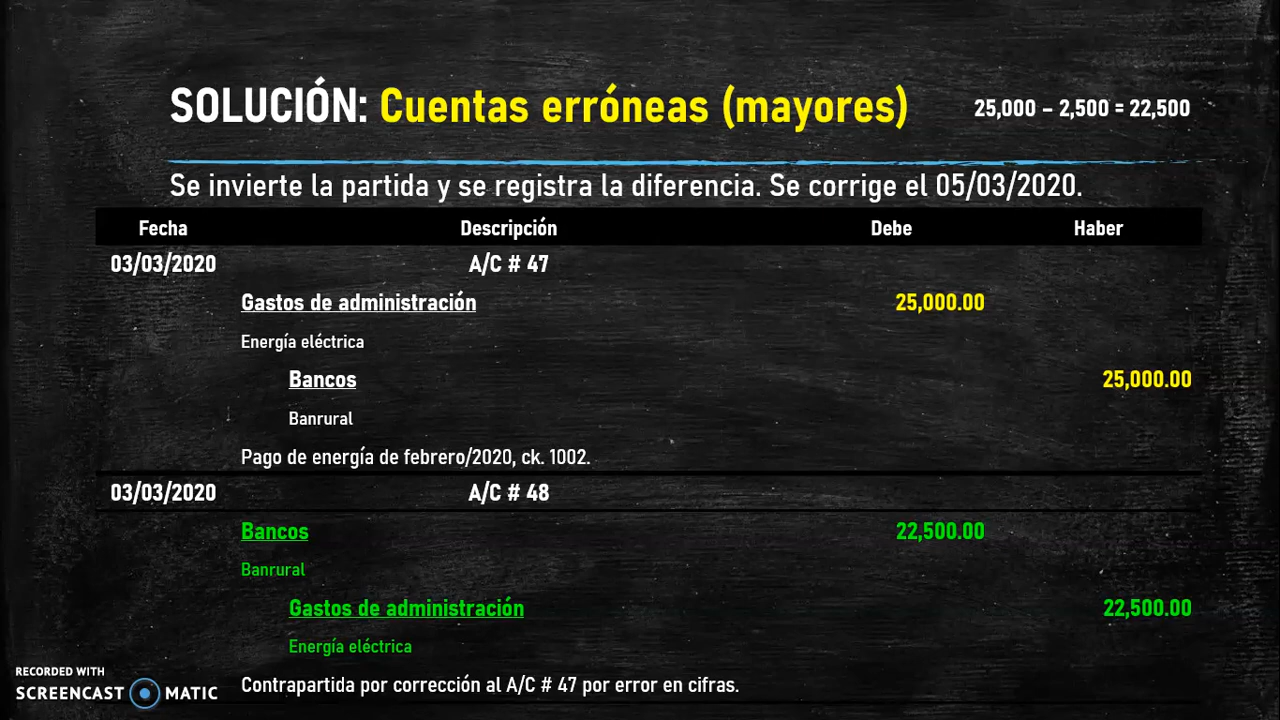 SOLUCIÓN: Cuentas erróneas (mayores) 25,000 – 2,500 = 22,500
Se invierte la partida y se registra la diferencia. Se corrige el 05/03/2020.
Fecha Descripción Debe Haber
03/03/2020 A/C # 47
Gastos de administración 25,000.00
Energía eléctrica
Bancos 25,000.00
Banrural
Pago de energía de febrero/2020, ck. 1002.
03/03/2020 A/C # 48
Bancos 22,500.00
Banrural
Gastos de administración 22,500.00
Energía eléctrica
Contrapartida por corrección al A/C # 47 por error en cifras.
RECORDED WITH
SCREENCAST MATIC